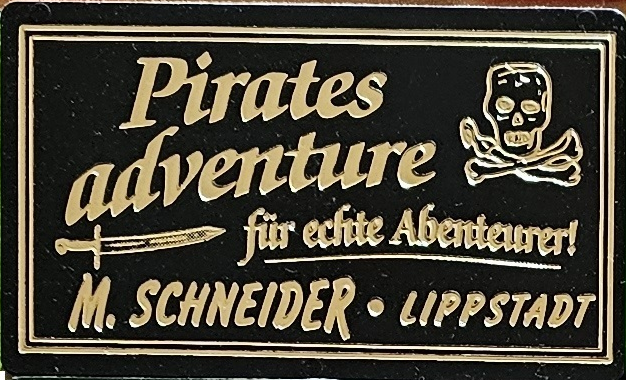 Pirates
adventure
für echte Abenteurer!
M. SCHNEIDER • LIPPSTADT